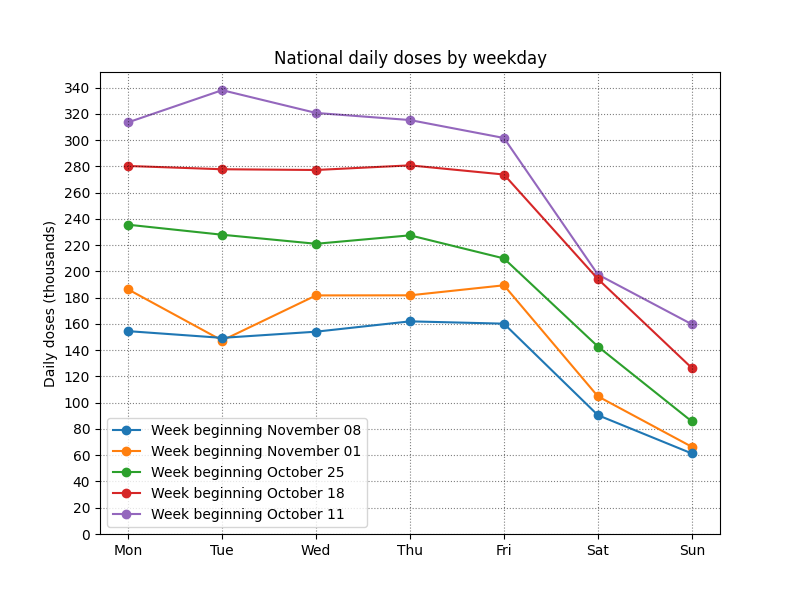 National daily doses by weekday
Daily doses (thousands)
340
320
300
280
260
240
220
200
180
160
140
120
100
80
60
40
20
0
Week beginning November 08
Week beginning November 01
Week beginning October 25
Week beginning October 18
Week beginning October 11
Mon Tue Wed Thu Fri Sat Sun